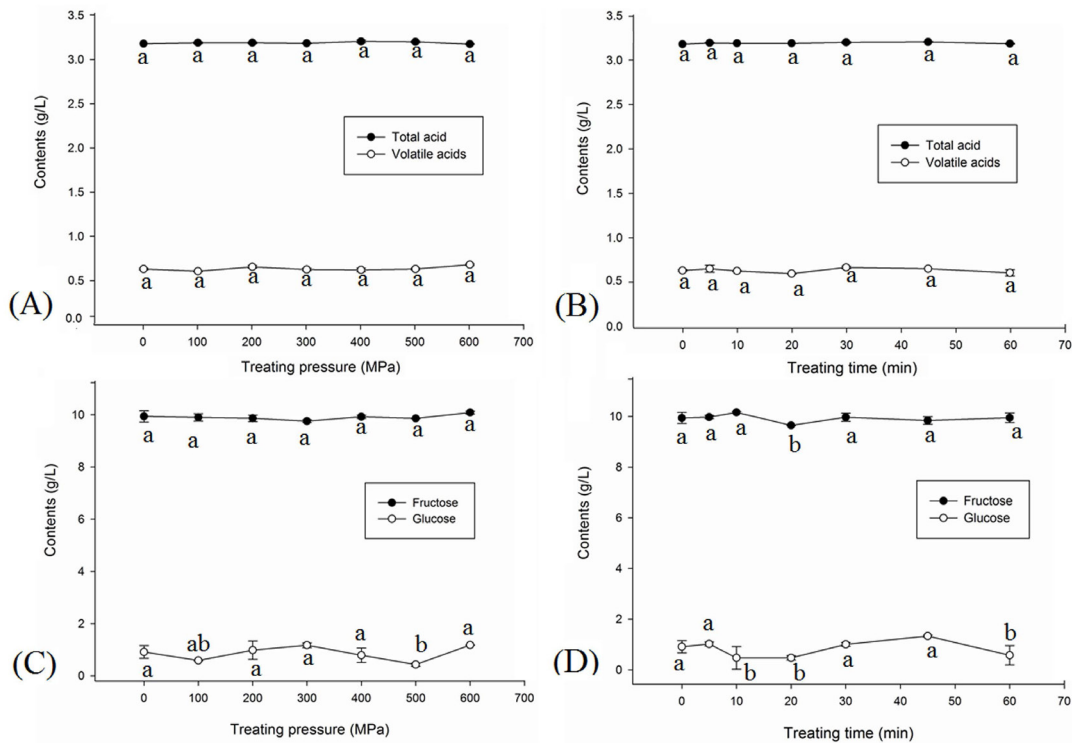 (A)
Contents (g/L)
3.5
3.0
2.5
2.0
1.5
1.0
0.5
0.0
a a a a a a a
Total acid
Volatile acids
a a a a a a a
0 100 200 300 400 500 600 700
Treating pressure (MPa)
(B)
Contents (g/L)
3.5
3.0
2.5
2.0
1.5
1.0
0.5
0.0
a a a a a a a
Total acid
Volatile acids
a a a a a a a
0 10 20 30 40 50 60 70
Treating time (min)
(C)
Contents (g/L)
10
8
6
4
2
0
a a a a a a a
Fructose
Glucose
a ab a a a b a
0 100 200 300 400 500 600 700
Treating pressure (MPa)
(D)
Contents (g/L)
10
8
6
4
2
0
a a a b a a a
Fructose
Glucose
a a b b a a b
0 10 20 30 40 50 60 70
Treating time (min)